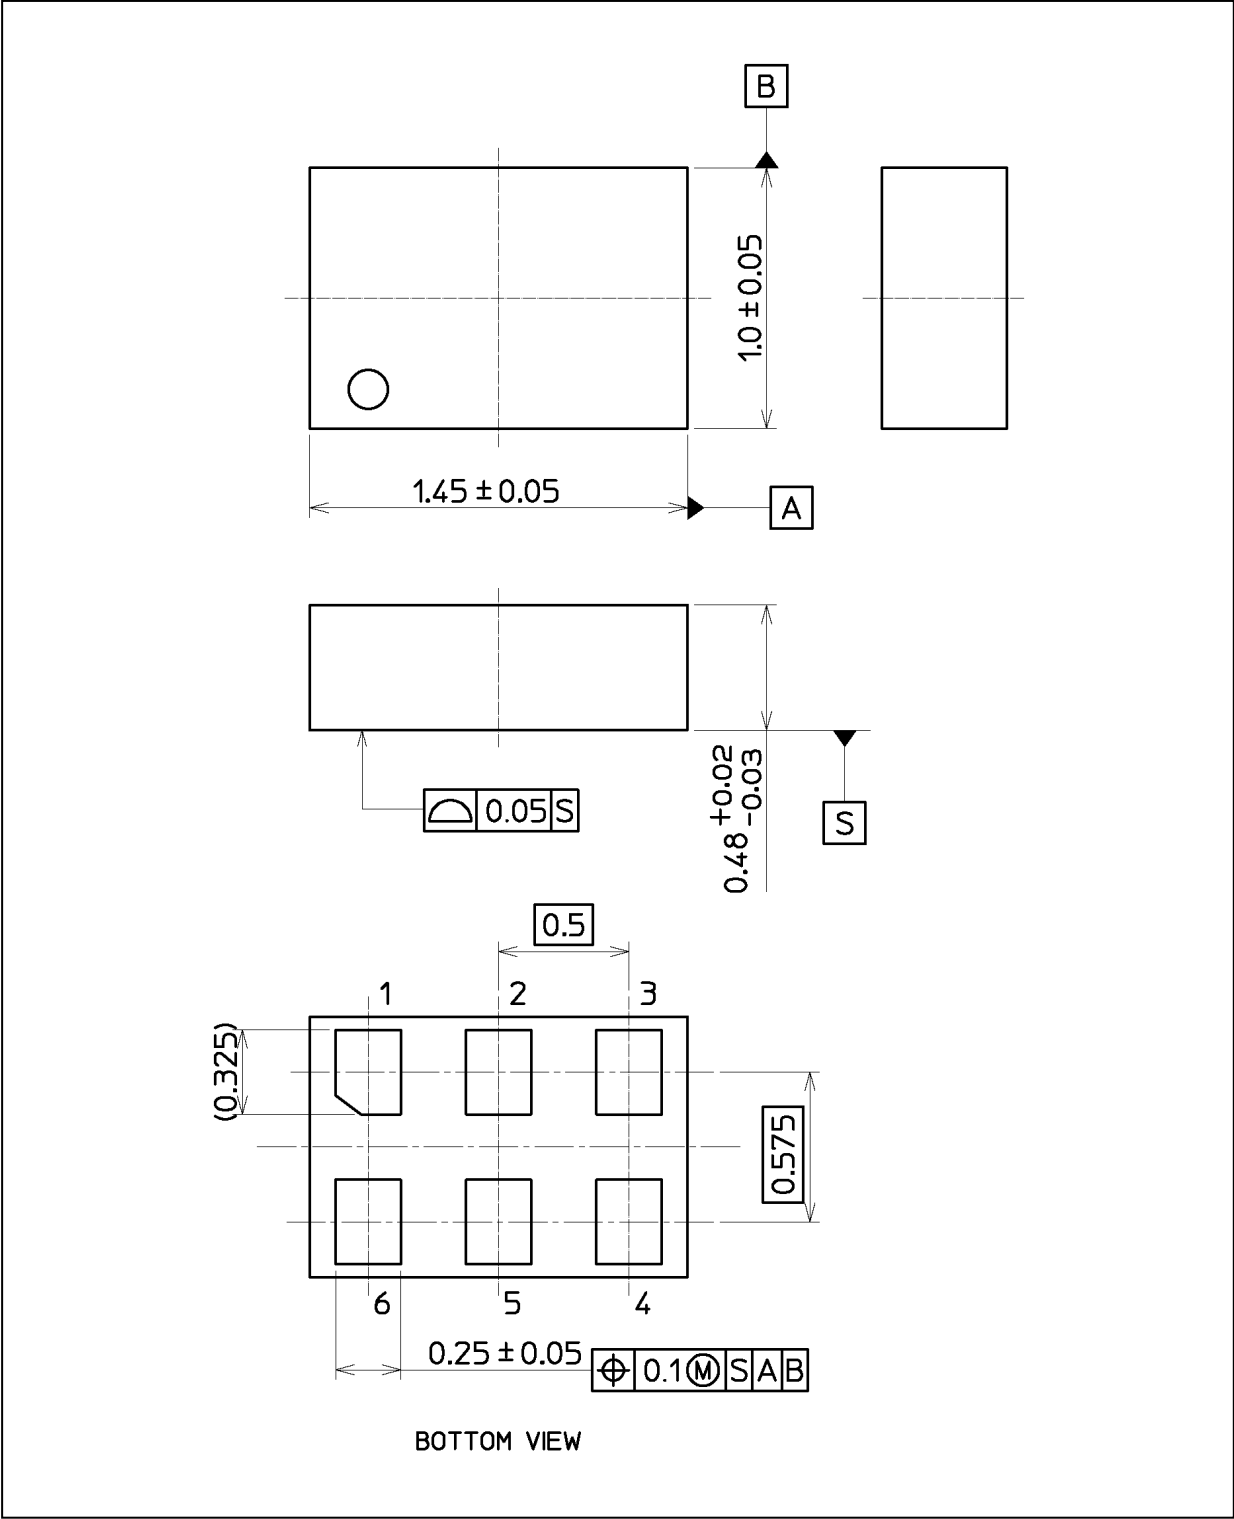 B
1.0 ± 0.05
1.45 ± 0.05
A
0.48 +0.02 -0.03
S
⌓ 0.05 S
0.5
1 2 3
(0.325)
0.575
6 5 4
0.25 ± 0.05
⌖ 0.1 Ⓜ S A B
BOTTOM VIEW